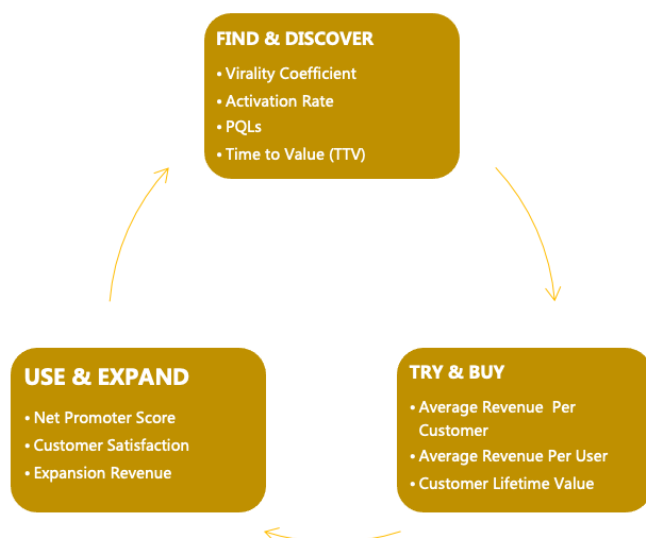 FIND & DISCOVER
• Virality Coefficient
• Activation Rate
• PQLs
• Time to Value (TTV)
TRY & BUY
• Average Revenue Per
Customer
• Average Revenue Per User
• Customer Lifetime Value
USE & EXPAND
• Net Promoter Score
• Customer Satisfaction
• Expansion Revenue